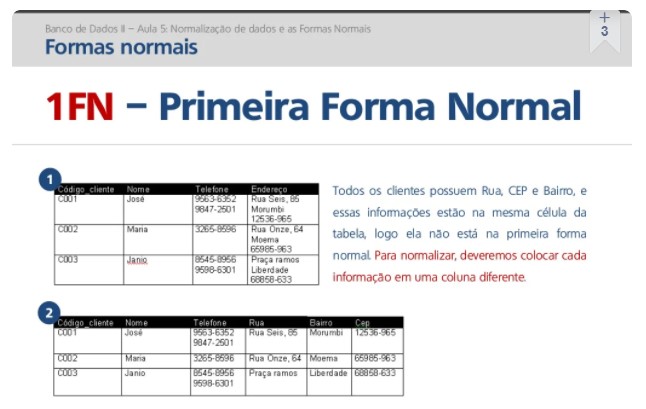 Banco de Dados II – Aula 5: Normalização de dados e as Formas Normais
Formas normais
+
3
1FN – Primeira Forma Normal
1
Código_cliente Nome Telefone Endereço
C001 José 9563-6352 Rua Seis, 85
9847-2501 Morumbi
12536-965
C002 Maria 3265-8596 Rua Onze, 64
Moema
65985-963
C003 Janio 8545-8956 Praça ramos
9598-6301 Liberdade
68858-633
Todos os clientes possuem Rua, CEP e Bairro, e
essas informações estão na mesma célula da
tabela, logo ela não está na primeira forma
normal. Para normalizar, deveremos colocar cada
informação em uma coluna diferente.
2
Código_cliente Nome Telefone Rua Bairro Cep
C001 José 9563-6352 Rua Seis, 85 Morumbi 12536-965
9847-2501
C002 Maria 3265-8596 Rua Onze, 64 Moema 65985-963
C003 Janio 8545-8956 Praça ramos Liberdade 68858-633
9598-6301